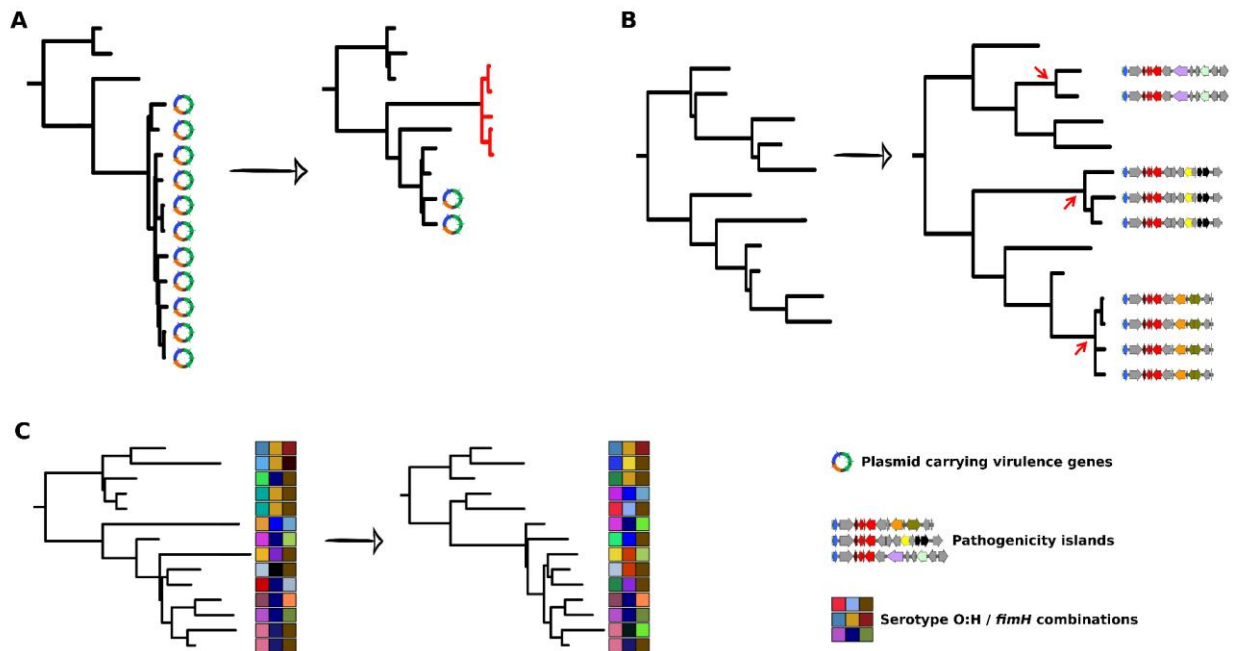 A
B
C
Plasmid carrying virulence genes
Pathogenicity islands
Serotype O:H / fimH combinations